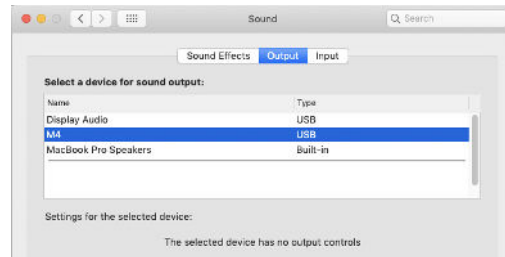 Sound
Search
Sound Effects Output Input
Select a device for sound output:
Name Type
Display Audio USB
M4 USB
MacBook Pro Speakers Built-in
Settings for the selected device:
The selected device has no output controls